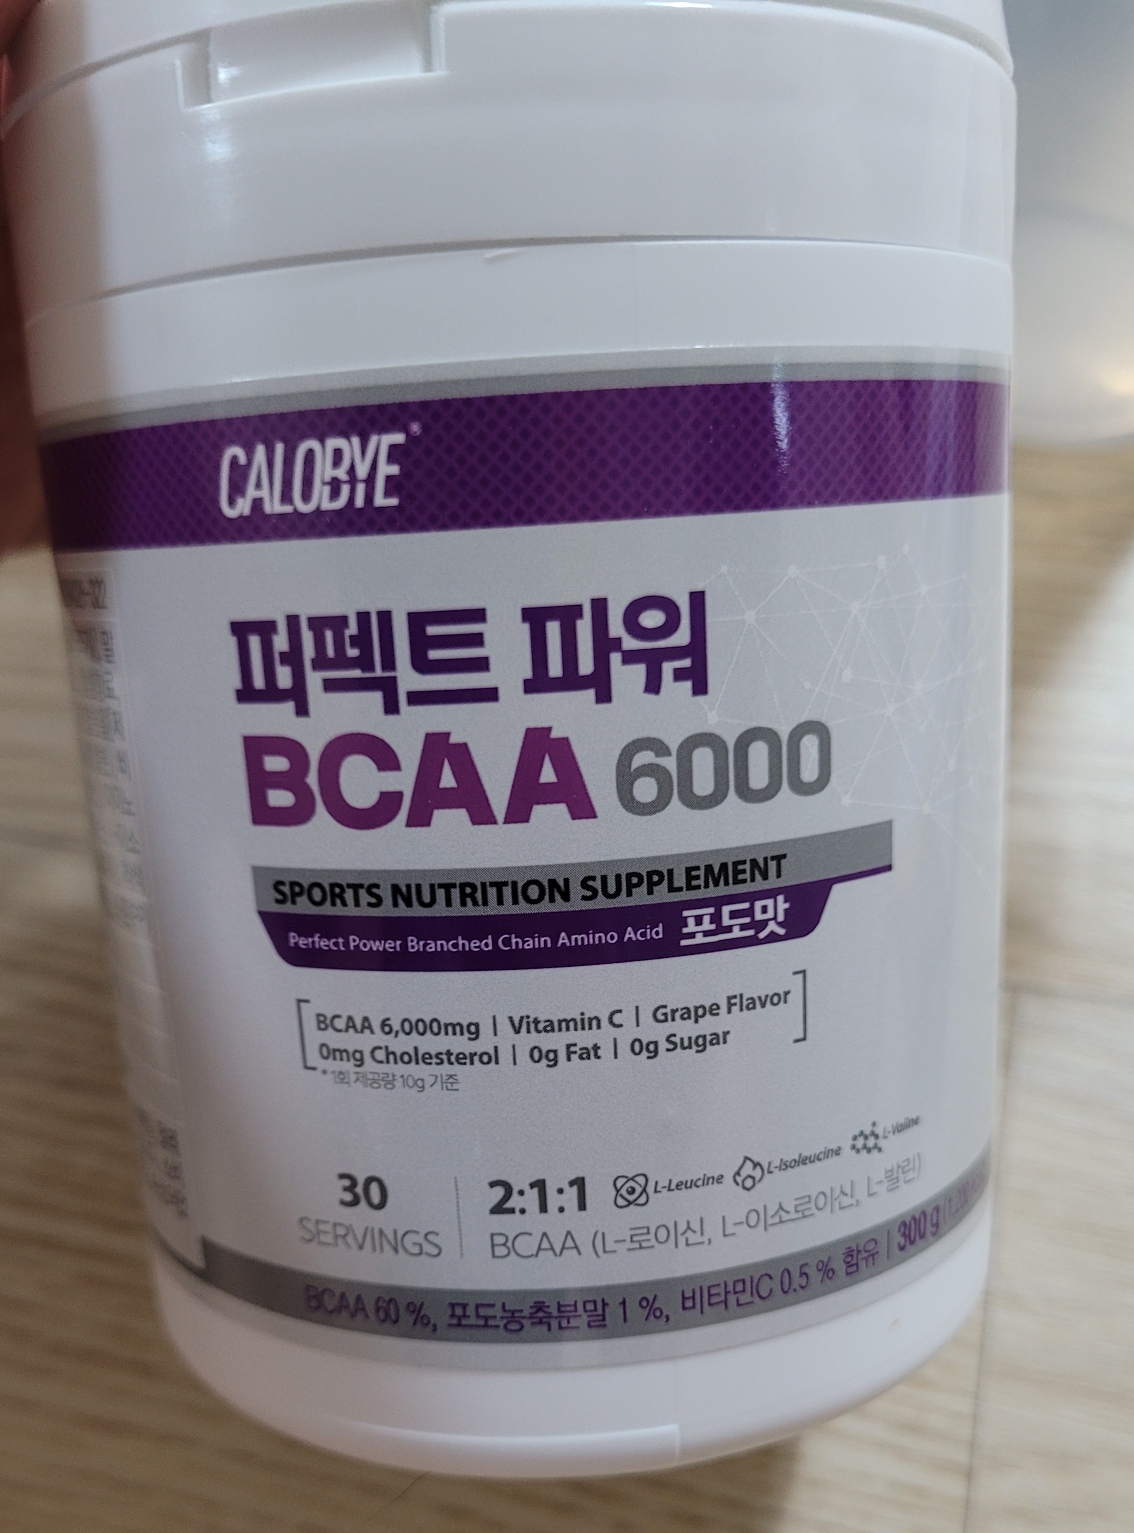 CALOBYE®
퍼펙트 파워
BCAA 6000
SPORTS NUTRITION SUPPLEMENT
Perfect Power Branched Chain Amino Acid 포도맛
BCAA 6,000mg | Vitamin C | Grape Flavor
0mg Cholesterol | 0g Fat | 0g Sugar
*1회 제공량 10g 기준
30
SERVINGS
2:1:1 L-Leucine L-Isoleucine L-Valine
BCAA (L-로이신, L-이소로이신, L-발린)
BCAA 60 %, 포도농축분말 1 %, 비타민C 0.5 % 함유 | 300 g